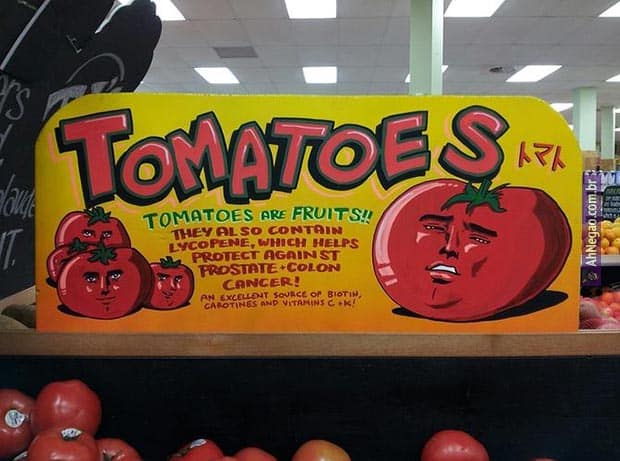 TOMATOES
トマト
TOMATOES ARE FRUITS!!
THEY ALSO CONTAIN
LYCOPENE, WHICH HELPS
PROTECT AGAINST
PROSTATE + COLON
CANCER!
AN EXCELLENT SOURCE OF BIOTIN,
CAROTINES AND VITAMINS C + K!
AhNegao.com.br
IT.